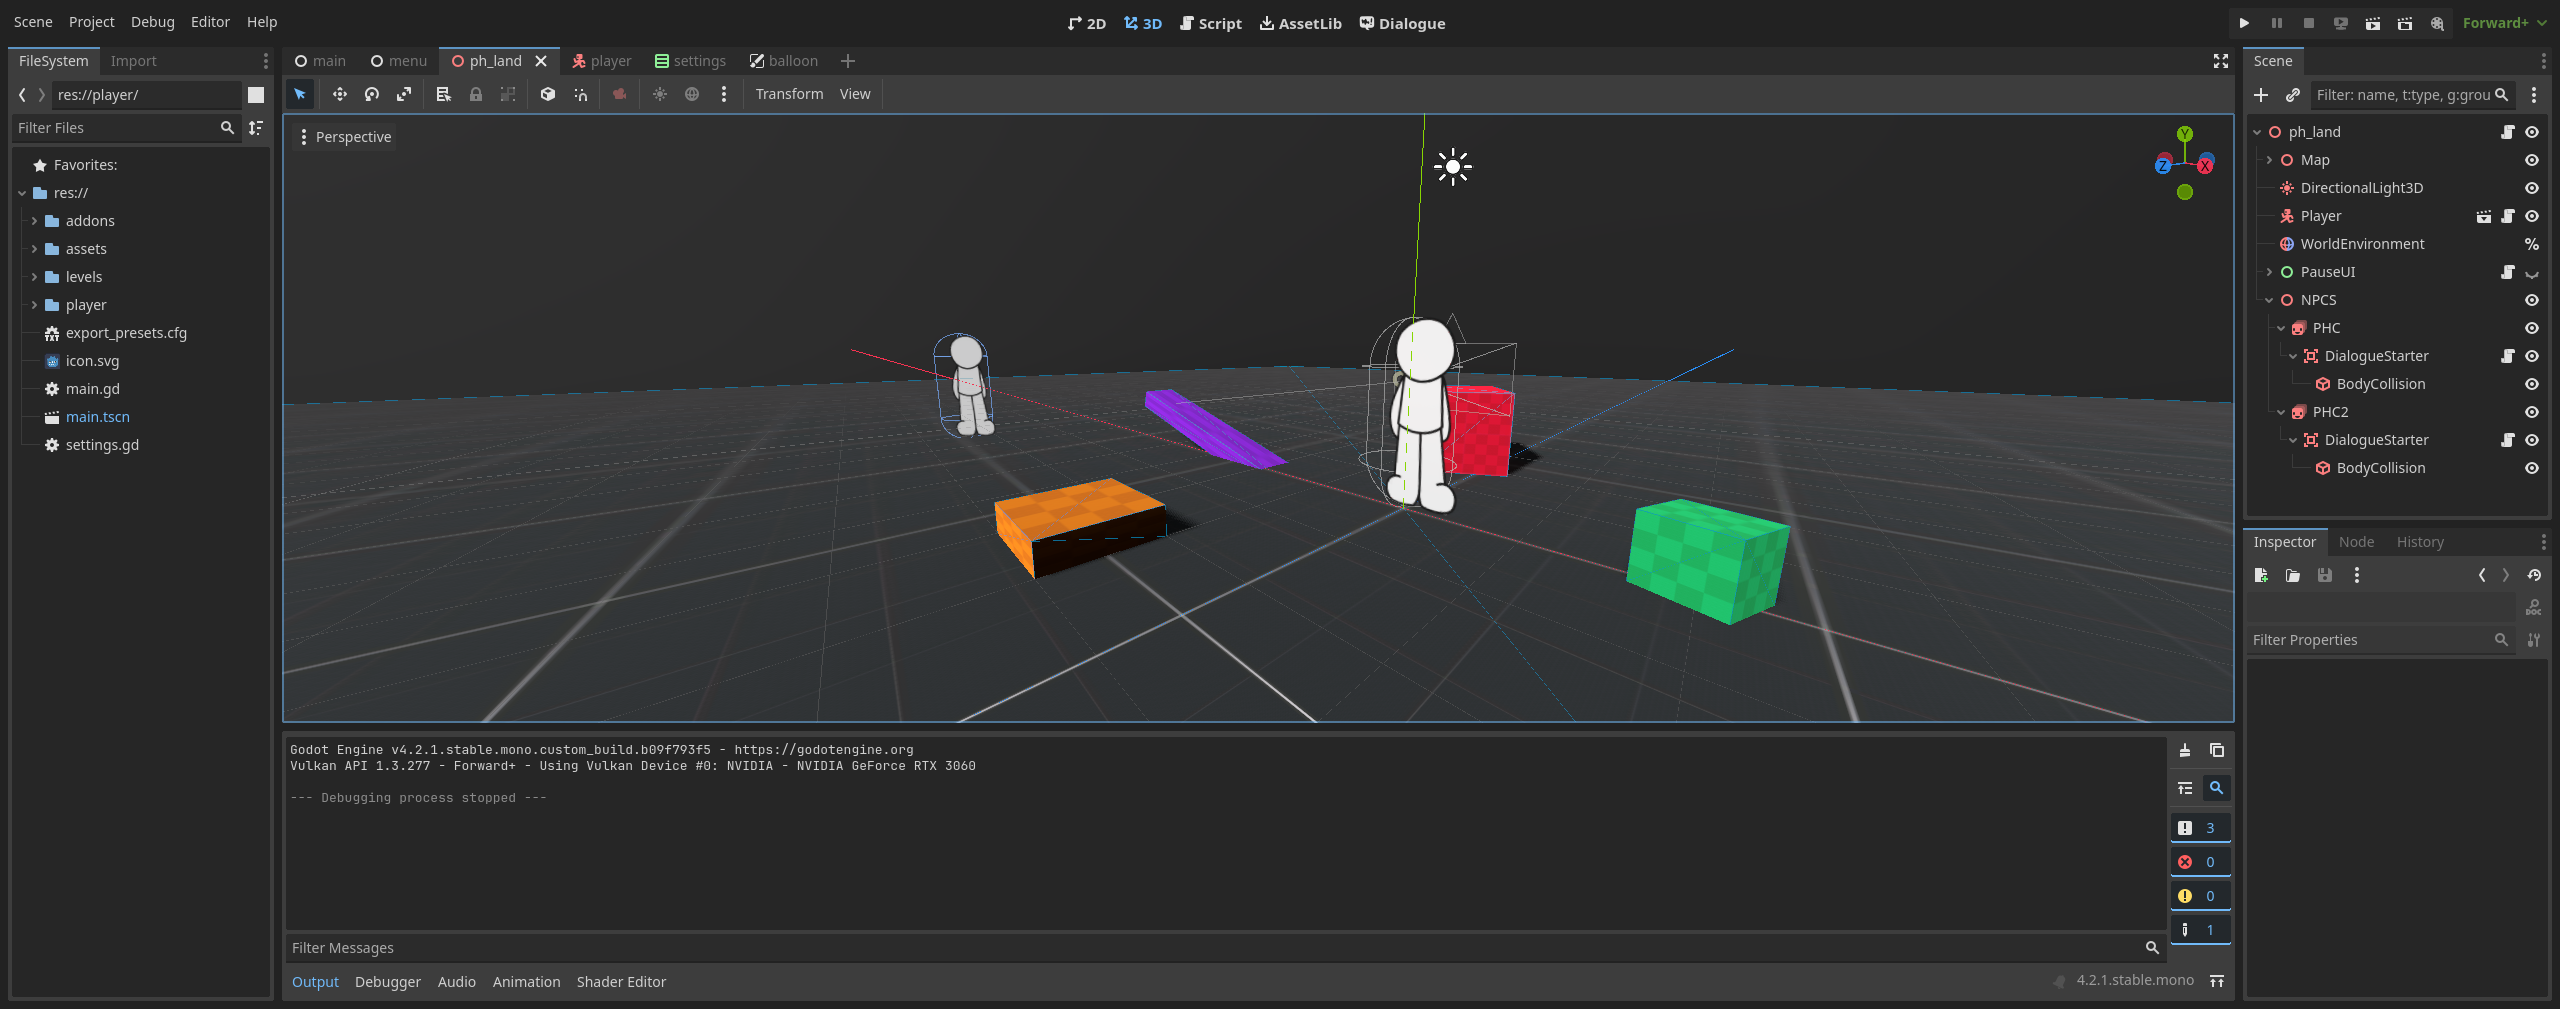 Scene Project Debug Editor Help
2D 3D Script AssetLib Dialogue
Forward+
FileSystem Import
res://player/
Filter Files
Favorites:
res://
addons
assets
levels
player
export_presets.cfg
icon.svg
main.gd
main.tscn
settings.gd
main menu ph_land player settings balloon
Transform View
Perspective
Y
Z X
Godot Engine v4.2.1.stable.mono.custom_build.b09f793f5 - https://godotengine.org
Vulkan API 1.3.277 - Forward+ - Using Vulkan Device #0: NVIDIA - NVIDIA GeForce RTX 3060
--- Debugging process stopped ---
3
0
0
1
Filter Messages
Output Debugger Audio Animation Shader Editor
4.2.1.stable.mono
Scene
Filter: name, t:type, g:grou
ph_land
Map
DirectionalLight3D
Player
WorldEnvironment
PauseUI
NPCS
PHC
DialogueStarter
BodyCollision
PHC2
DialogueStarter
BodyCollision
Inspector Node History
DOC
Filter Properties